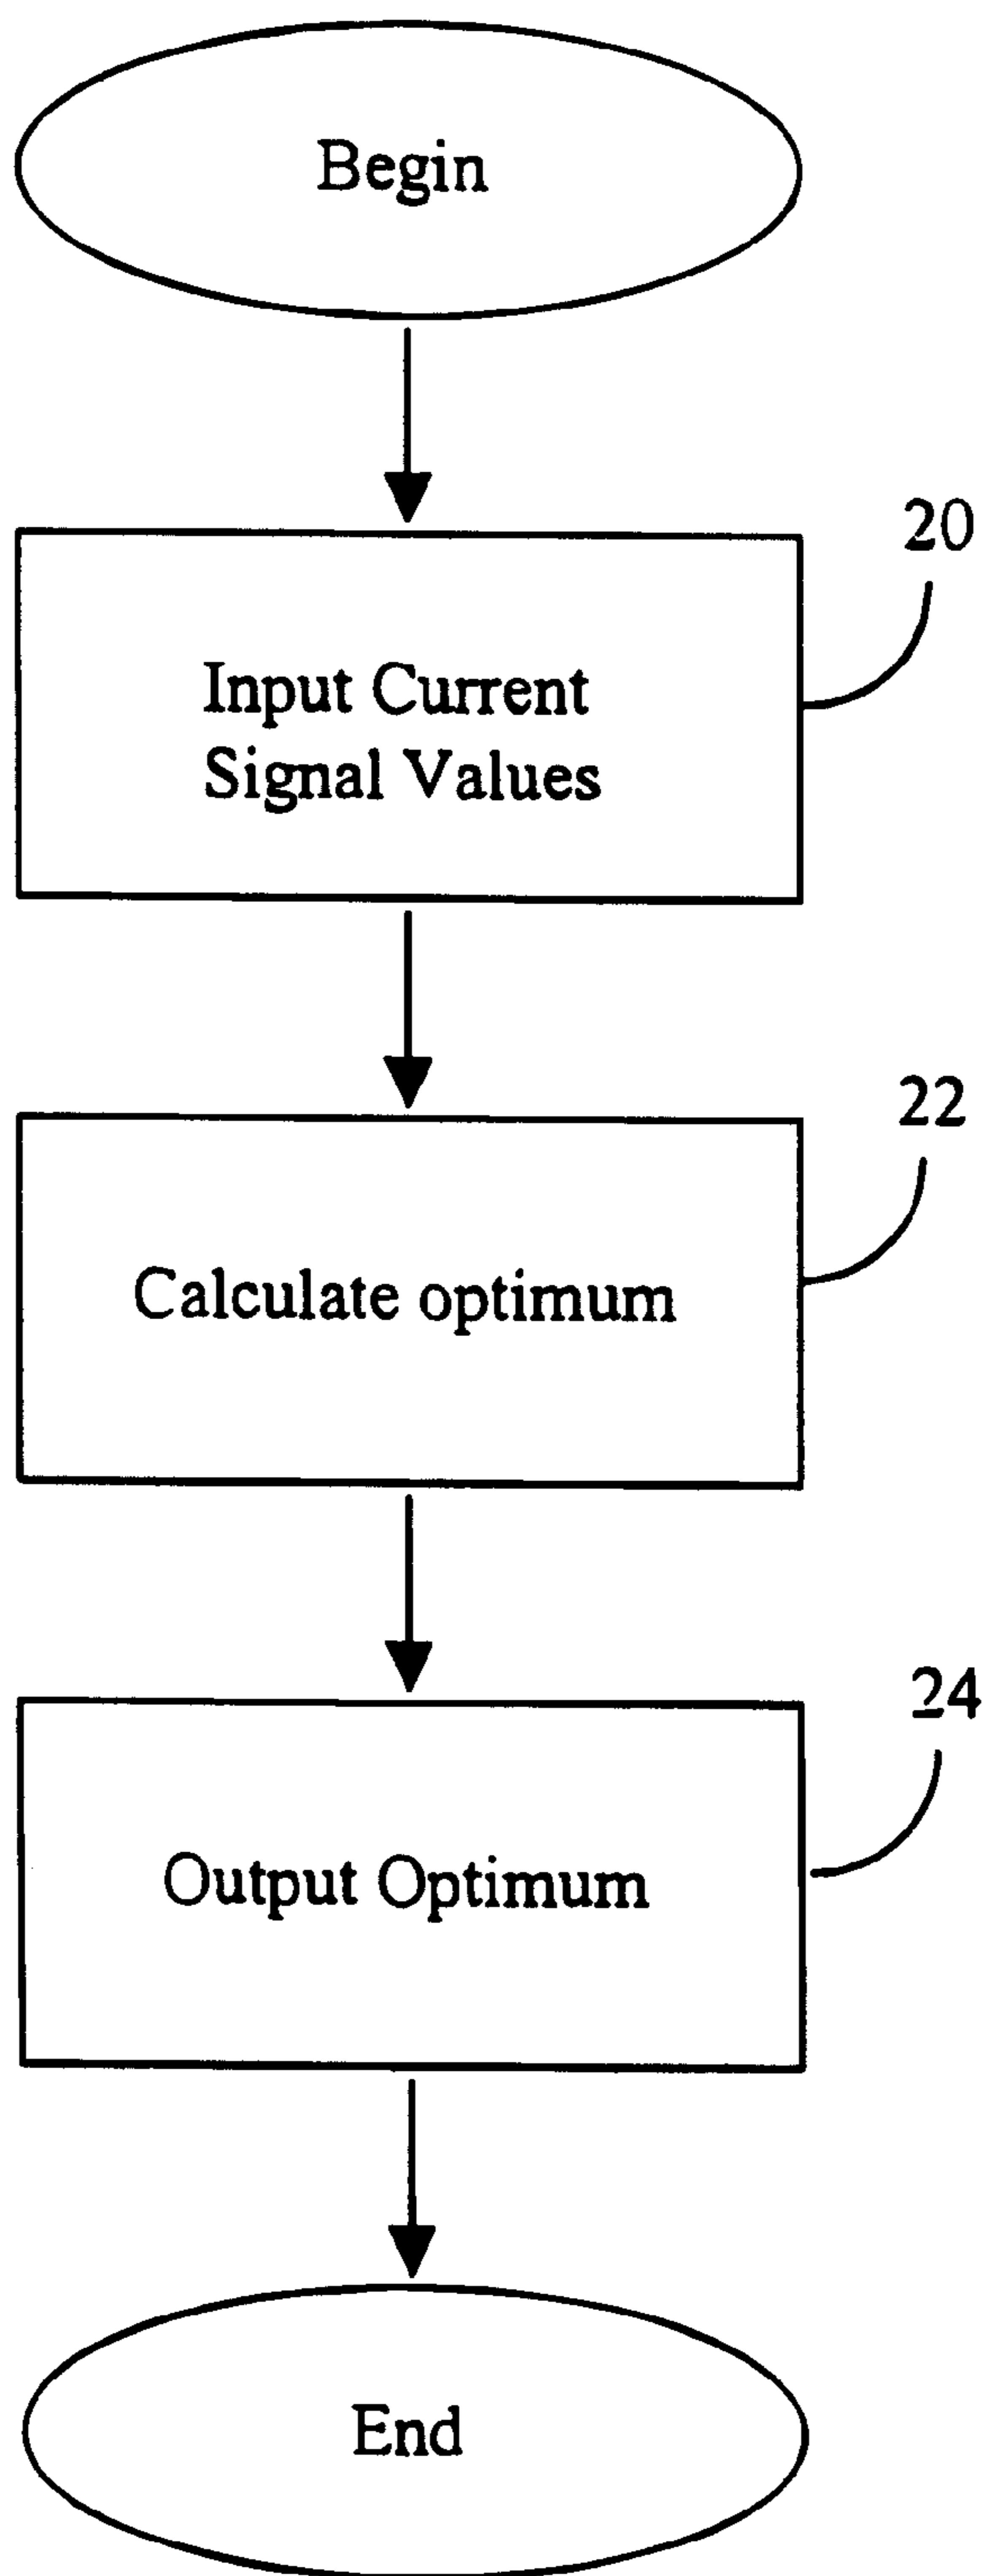 Begin
20
Input Current
Signal Values
22
Calculate optimum
24
Output Optimum
End